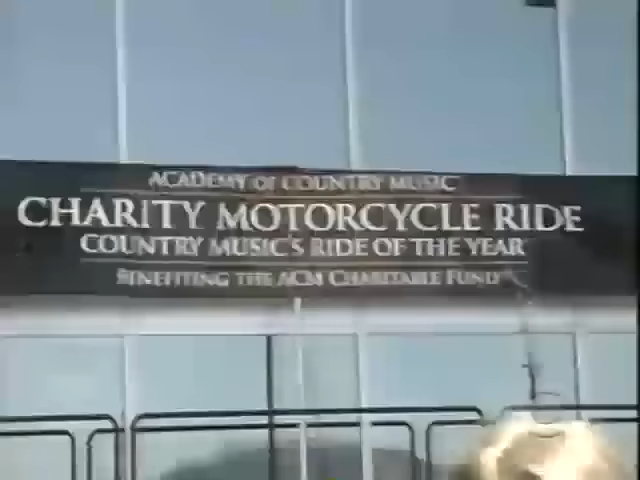 ACADEMY OF COUNTRY MUSIC
CHARITY MOTORCYCLE RIDE
COUNTRY MUSIC'S RIDE OF THE YEAR
BENEFITING THE ACM CHARITABLE FUND